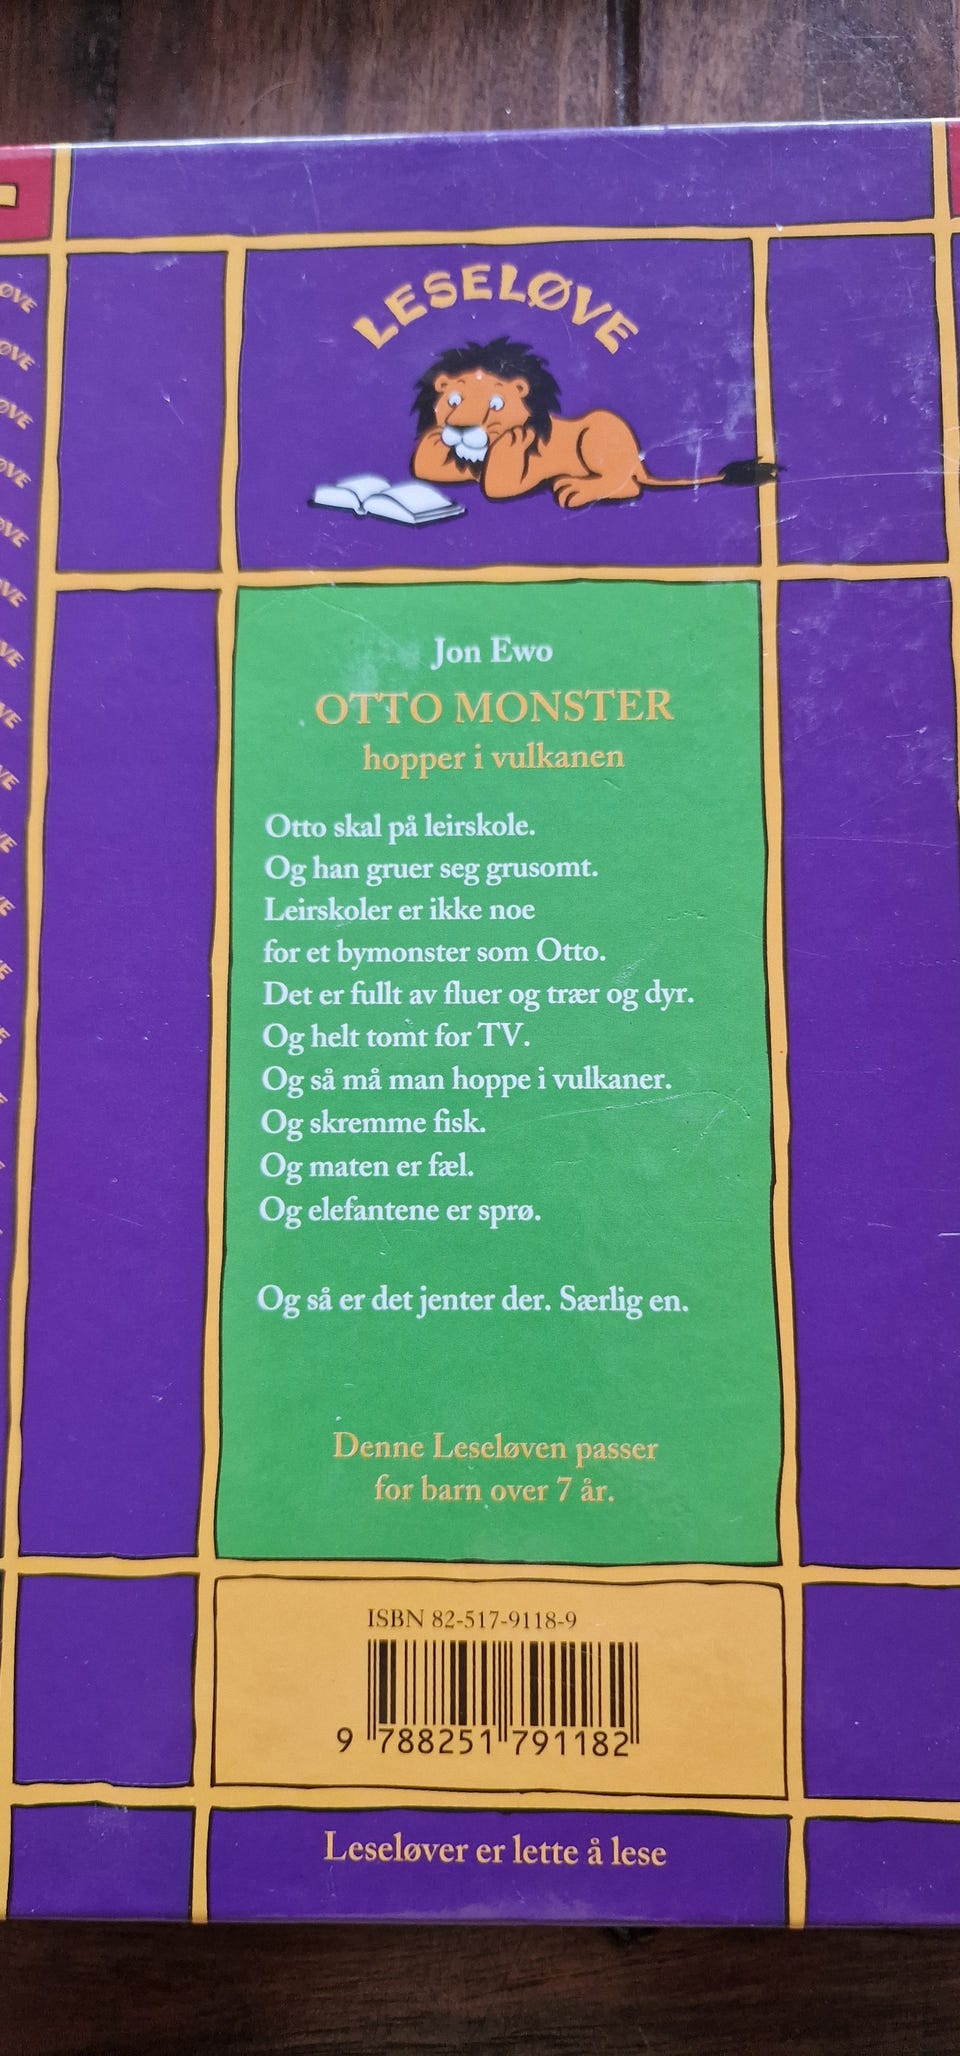 LESELØVE
Jon Ewo
OTTO MONSTER
hopper i vulkanen
Otto skal på leirskole.
Og han gruer seg grusomt.
Leirskoler er ikke noe
for et bymonster som Otto.
Det er fullt av fluer og trær og dyr.
Og helt tomt for TV.
Og så må man hoppe i vulkaner.
Og skremme fisk.
Og maten er fæl.
Og elefantene er sprø.
Og så er det jenter der. Særlig en.
Denne Leseløven passer
for barn over 7 år.
ISBN 82-517-9118-9
9 788251 791182
Leseløver er lette å lese